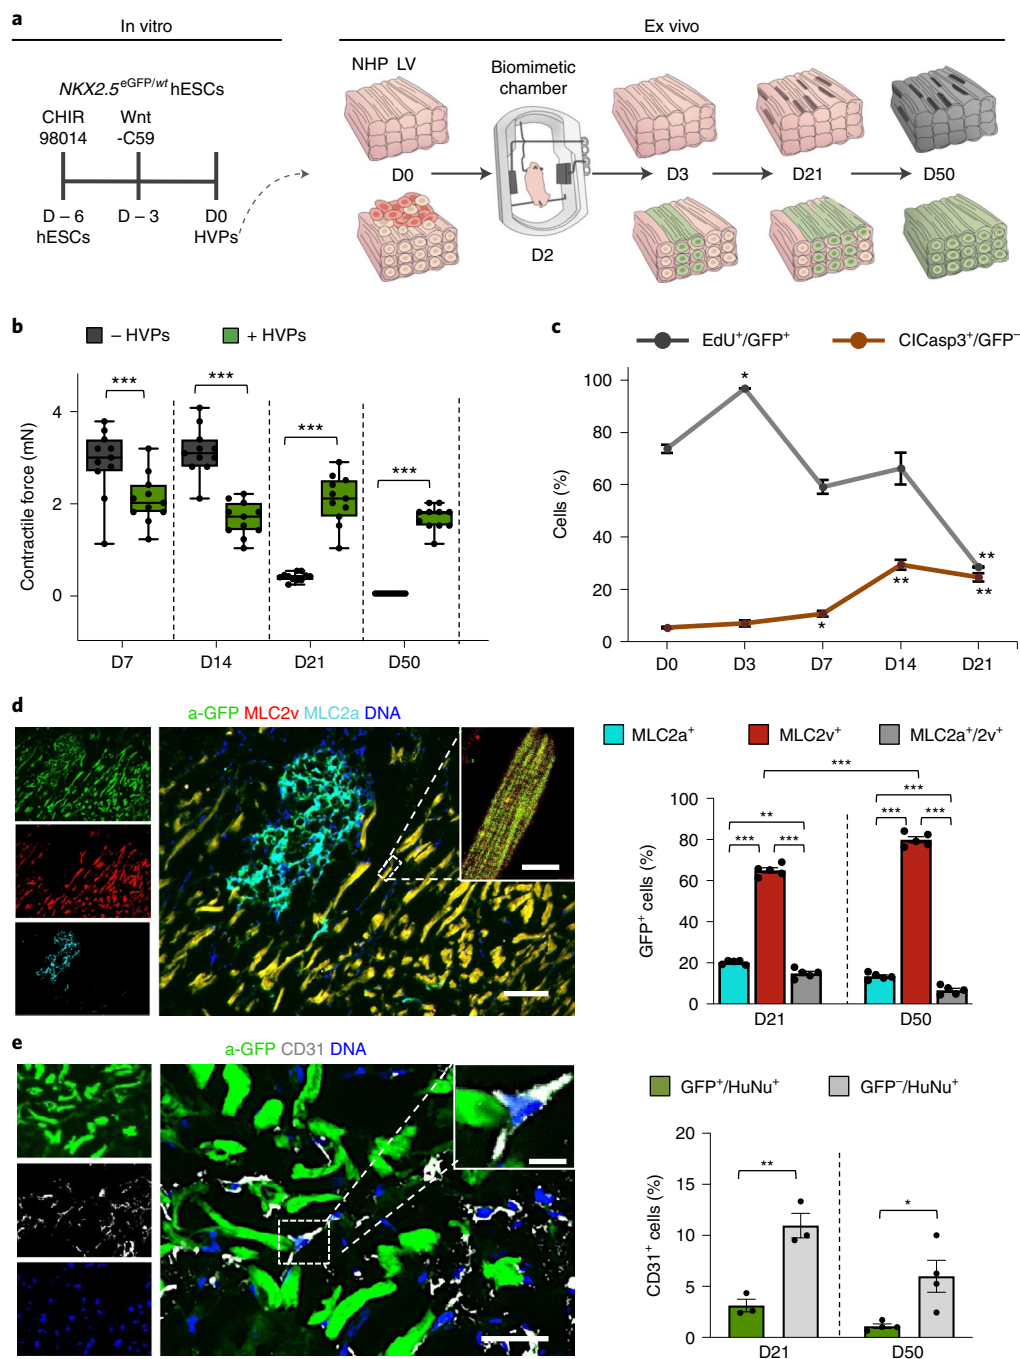 a
In vitro
Ex vivo
NKX2.5eGFP/wt hESCs
CHIR 98014
Wnt -C59
D – 6 hESCs
D – 3
D0 HVPs
NHP LV
Biomimetic chamber
D0
D2
D3
D21
D50
b
– HVPs
+ HVPs
Contractile force (mN)
4
2
0
***
***
***
***
D7
D14
D21
D50
c
EdU+/GFP+
ClCasp3+/GFP–
Cells (%)
100
80
60
40
20
0
*
*
**
**
**
D0
D3
D7
D14
D21
d
a-GFP MLC2v MLC2a DNA
MLC2a+
MLC2v+
MLC2a+/2v+
GFP+ cells (%)
100
80
60
40
20
0
***
**
***
***
***
***
***
D21
D50
e
a-GFP CD31 DNA
GFP+/HuNu+
GFP–/HuNu+
CD31+ cells (%)
20
15
10
5
0
**
*
D21
D50